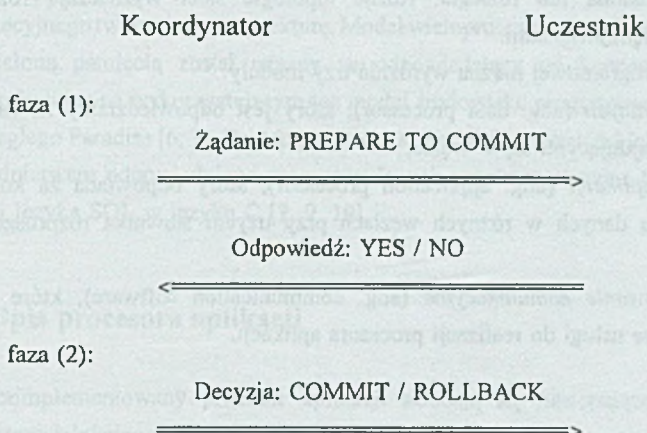 Koordynator Uczestnik
faza (1):
Żądanie: PREPARE TO COMMIT
Odpowiedź: YES / NO
faza (2):
Decyzja: COMMIT / ROLLBACK